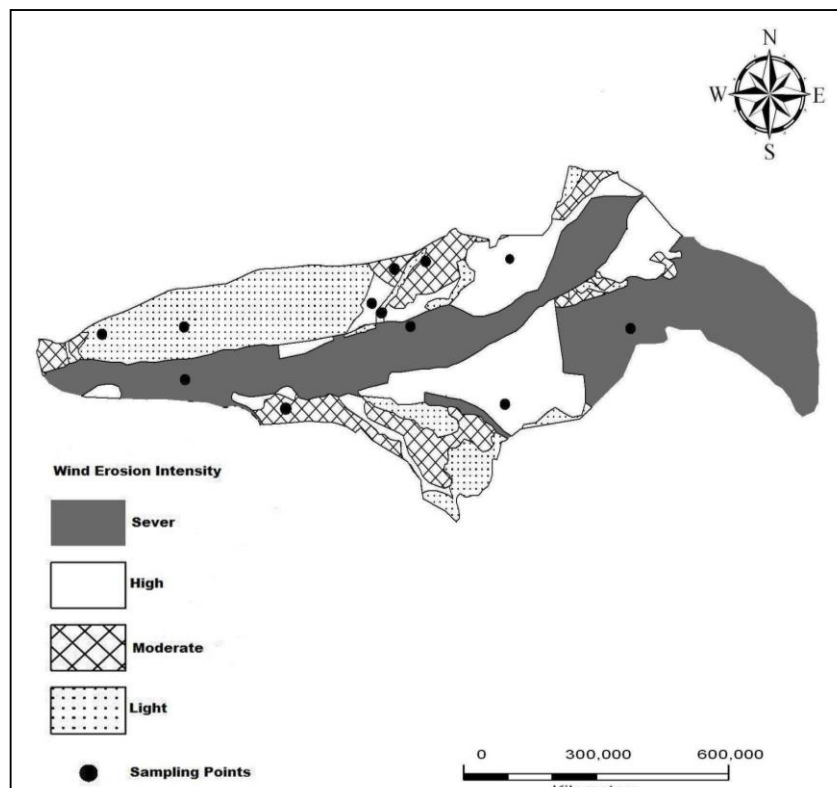 N
W E
S
Wind Erosion Intensity
Sever
High
Moderate
Light
Sampling Points
0 300,000 600,000